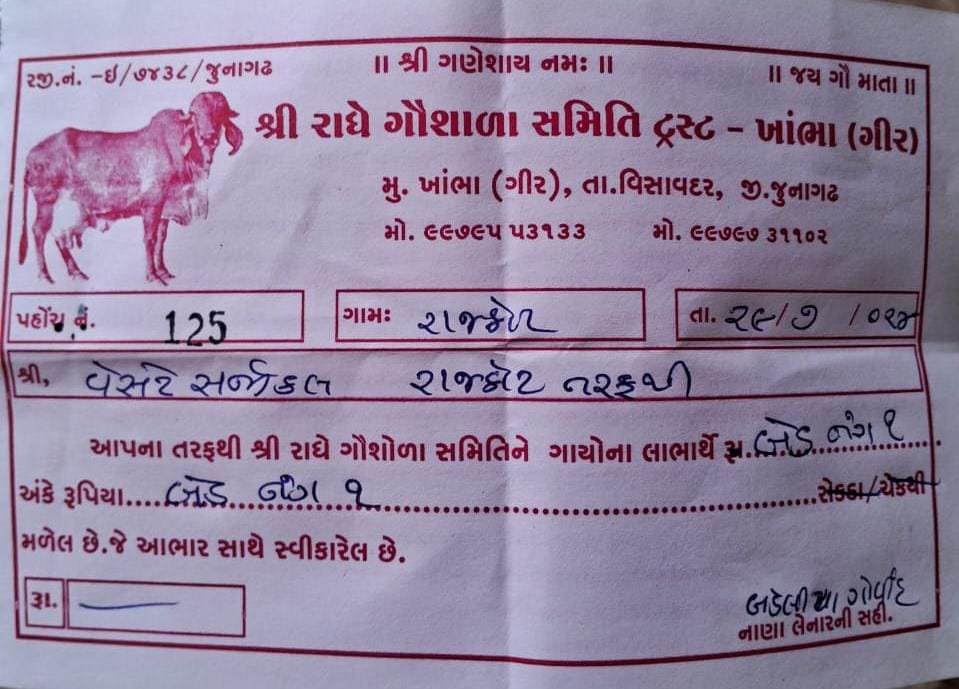 રજી.નં. -ઇ/૭૪૩૮/જુનાગઢ
॥ શ્રી ગણેશાય નમઃ ॥
॥ જય ગૌ માતા ॥
શ્રી રાધે ગૌશાળા સમિતિ ટ્રસ્ટ - ખાંભા (ગીર)
મુ. ખાંભા (ગીર), તા.વિસાવદર, જી.જુનાગઢ
મો. ૯૯૭૯૫ ૫૩૧૩૩ મો. ૯૯૭૯૭ ૩૧૧૦૨
પહોંચ નં. 125
ગામઃ રાજકોટ
તા. ૨૯/૭ /૦૨૪
શ્રી, વેસ્ટ સર્જીકલ રાજકોટ તરફથી
આપના તરફથી શ્રી રાધે ગૌશોળા સમિતિને ગાયોના લાભાર્થે રૂ. બેડ નંગ ૧
અંકે રૂપિયા.... બેડ નંગ ૧ .... રોકડા/ચેકથી
મળેલ છે.જે આભાર સાથે સ્વીકારેલ છે.
રૂા.
ગોવીંદ
નાણા લેનારની સહી.